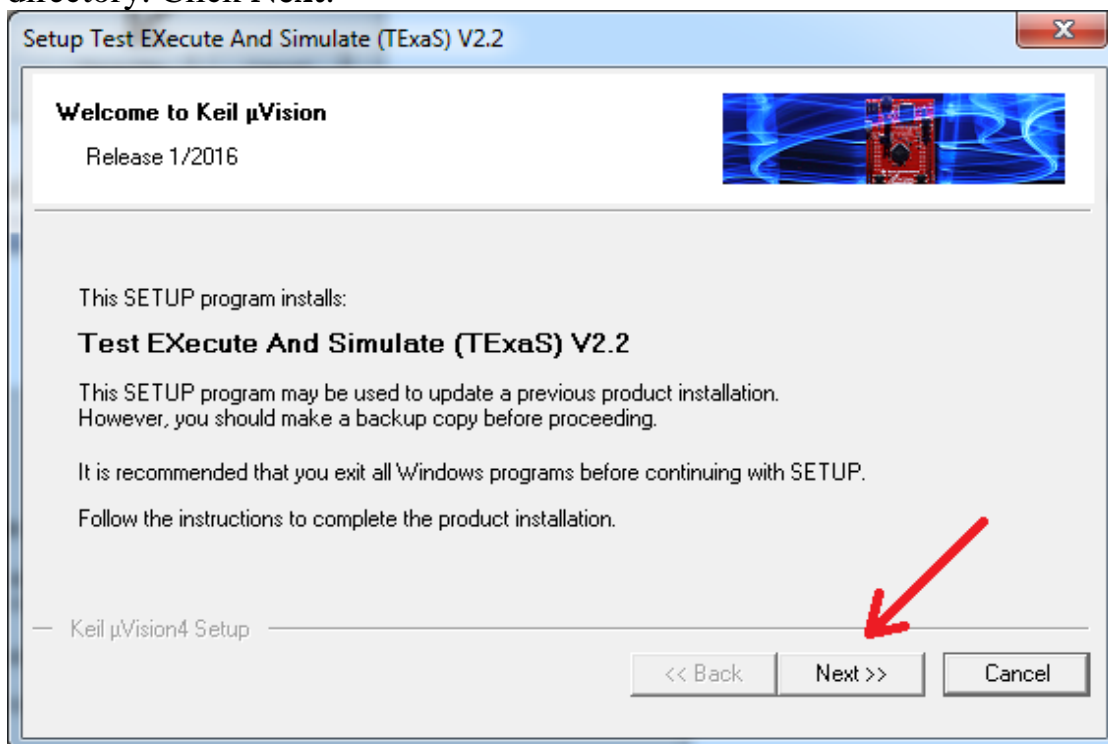 directory. Click Next.
Setup Test EXecute And Simulate (TExaS) V2.2
Welcome to Keil µVision
Release 1/2016
This SETUP program installs:
Test EXecute And Simulate (TExaS) V2.2
This SETUP program may be used to update a previous product installation.
However, you should make a backup copy before proceeding.
It is recommended that you exit all Windows programs before continuing with SETUP.
Follow the instructions to complete the product installation.
Keil µVision4 Setup
<< Back
Next >>
Cancel